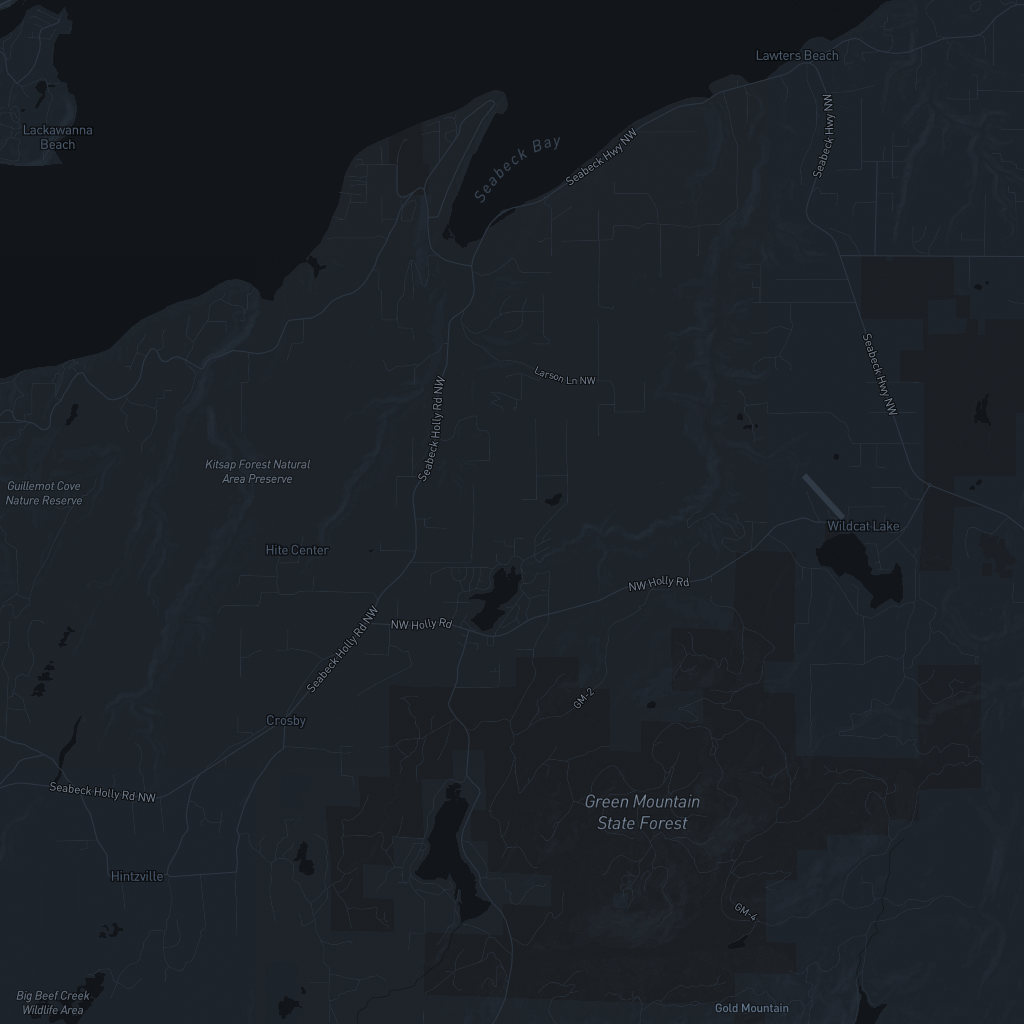 Lawters Beach
Lackawanna
Beach
Seabeck Bay
Seabeck Hwy NW
Seabeck Hwy NW
Seabeck Hwy NW
Larson Ln NW
Seabeck Holly Rd NW
Kitsap Forest Natural
Area Preserve
Guillemot Cove
Nature Reserve
Wildcat Lake
Hite Center
NW Holly Rd
NW Holly Rd
Seabeck Holly Rd NW
GM-2
Crosby
Seabeck Holly Rd NW
Green Mountain
State Forest
Hintzville
GM-4
Big Beef Creek
Wildlife Area
Gold Mountain